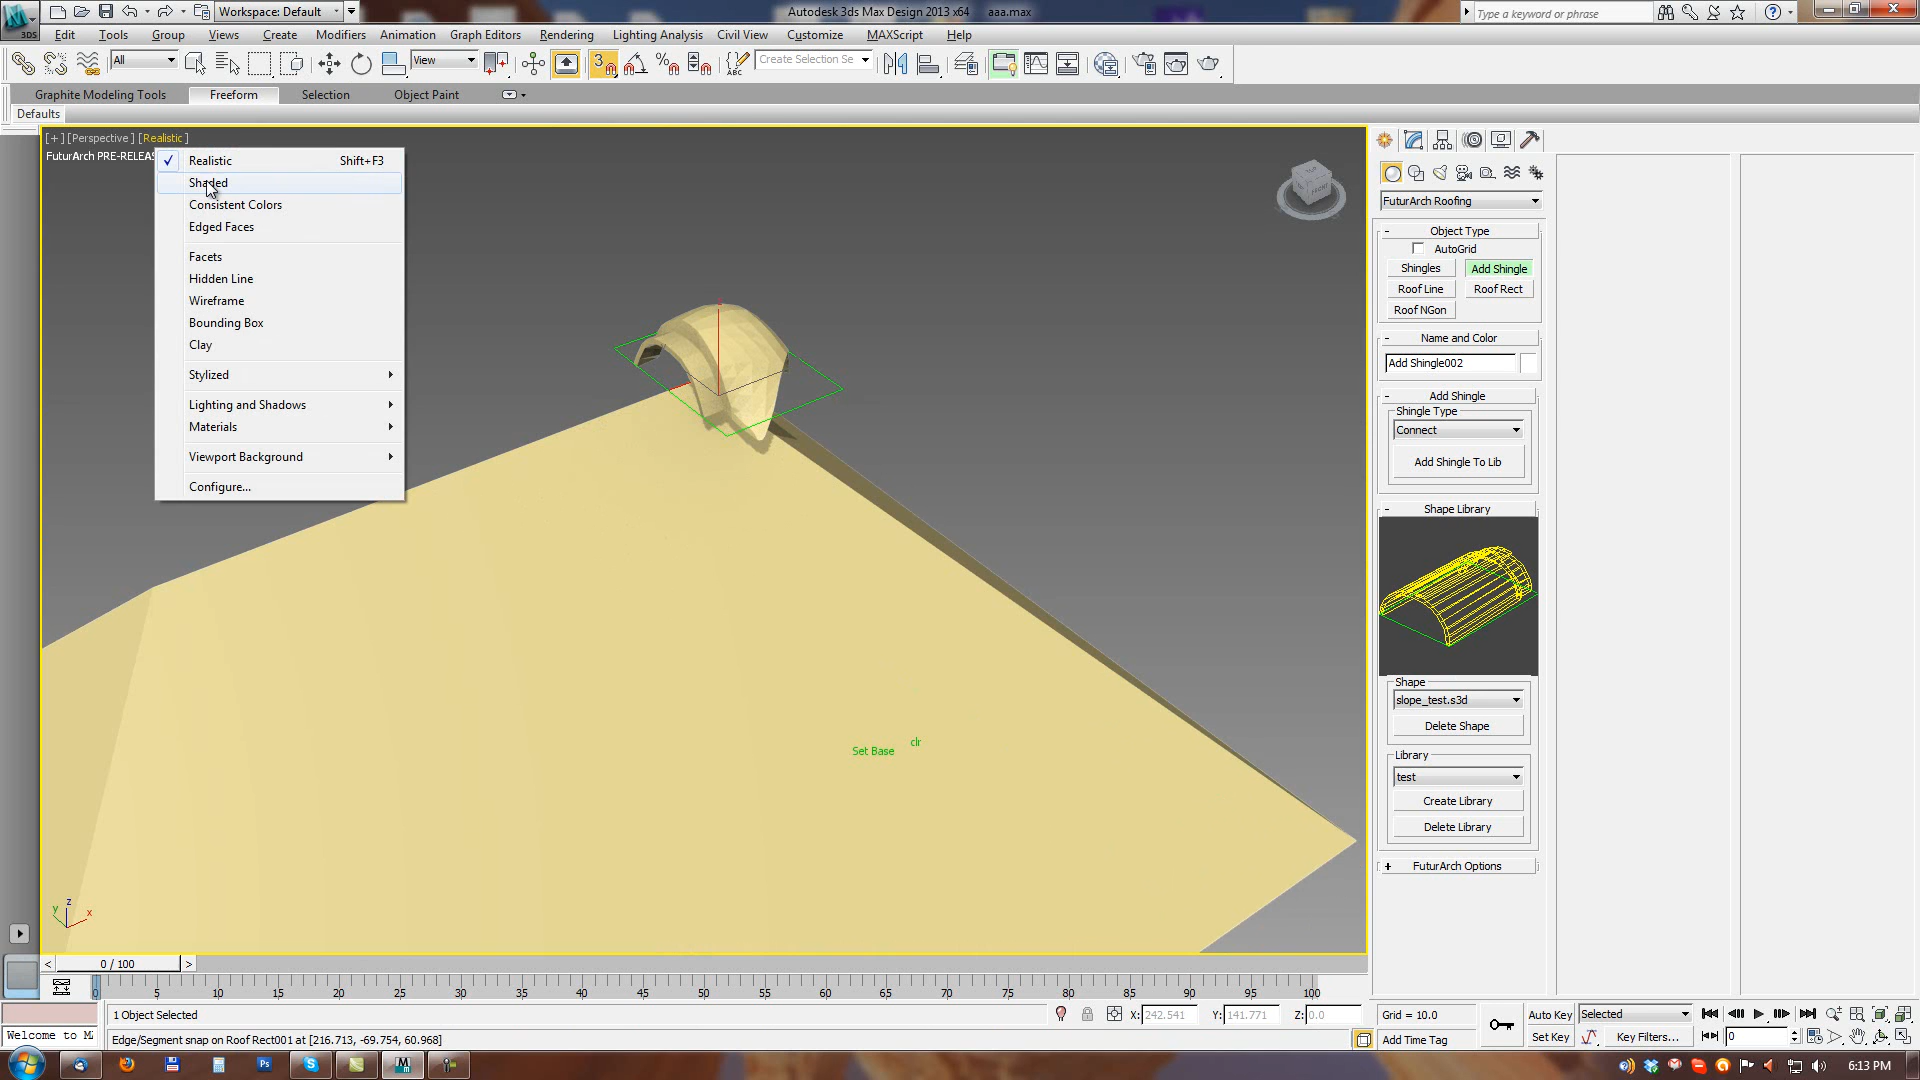 Workspace: Default
Autodesk 3ds Max Design 2013 x64 aaa.max
Type a keyword or phrase
3DS
Edit Tools Group Views Create Modifiers Animation Graph Editors Rendering Lighting Analysis Civil View Customize MAXScript Help
All
View
3
ABC
Create Selection Se
Graphite Modeling Tools Freeform Selection Object Paint
Defaults
[ + ] [Perspective ] [Realistic ]
FuturArch PRE-RELEAS
Realistic Shift+F3
Shaded
Consistent Colors
Edged Faces
Facets
Hidden Line
Wireframe
Bounding Box
Clay
Stylized
Lighting and Shadows
Materials
Viewport Background
Configure...
FRONT
Set Base clr
z
y
x
FuturArch Roofing
- Object Type
AutoGrid
Shingles Add Shingle
Roof Line Roof Rect
Roof NGon
- Name and Color
Add Shingle002
- Add Shingle
Shingle Type
Connect
Add Shingle To Lib
- Shape Library
Shape
slope_test.s3d
Delete Shape
Library
test
Create Library
Delete Library
+ FuturArch Options
< 0 / 100 >
0 5 10 15 20 25 30 35 40 45 50 55 60 65 70 75 80 85 90 95 100
1 Object Selected
X: 242.541 Y: 141.771 Z: 0.0
Grid = 10.0
Auto Key Selected
Welcome to M
Edge/Segment snap on Roof Rect001 at [216.713, -69.754, 60.968]
Add Time Tag
Set Key Key Filters...
0
Ps
6:13 PM